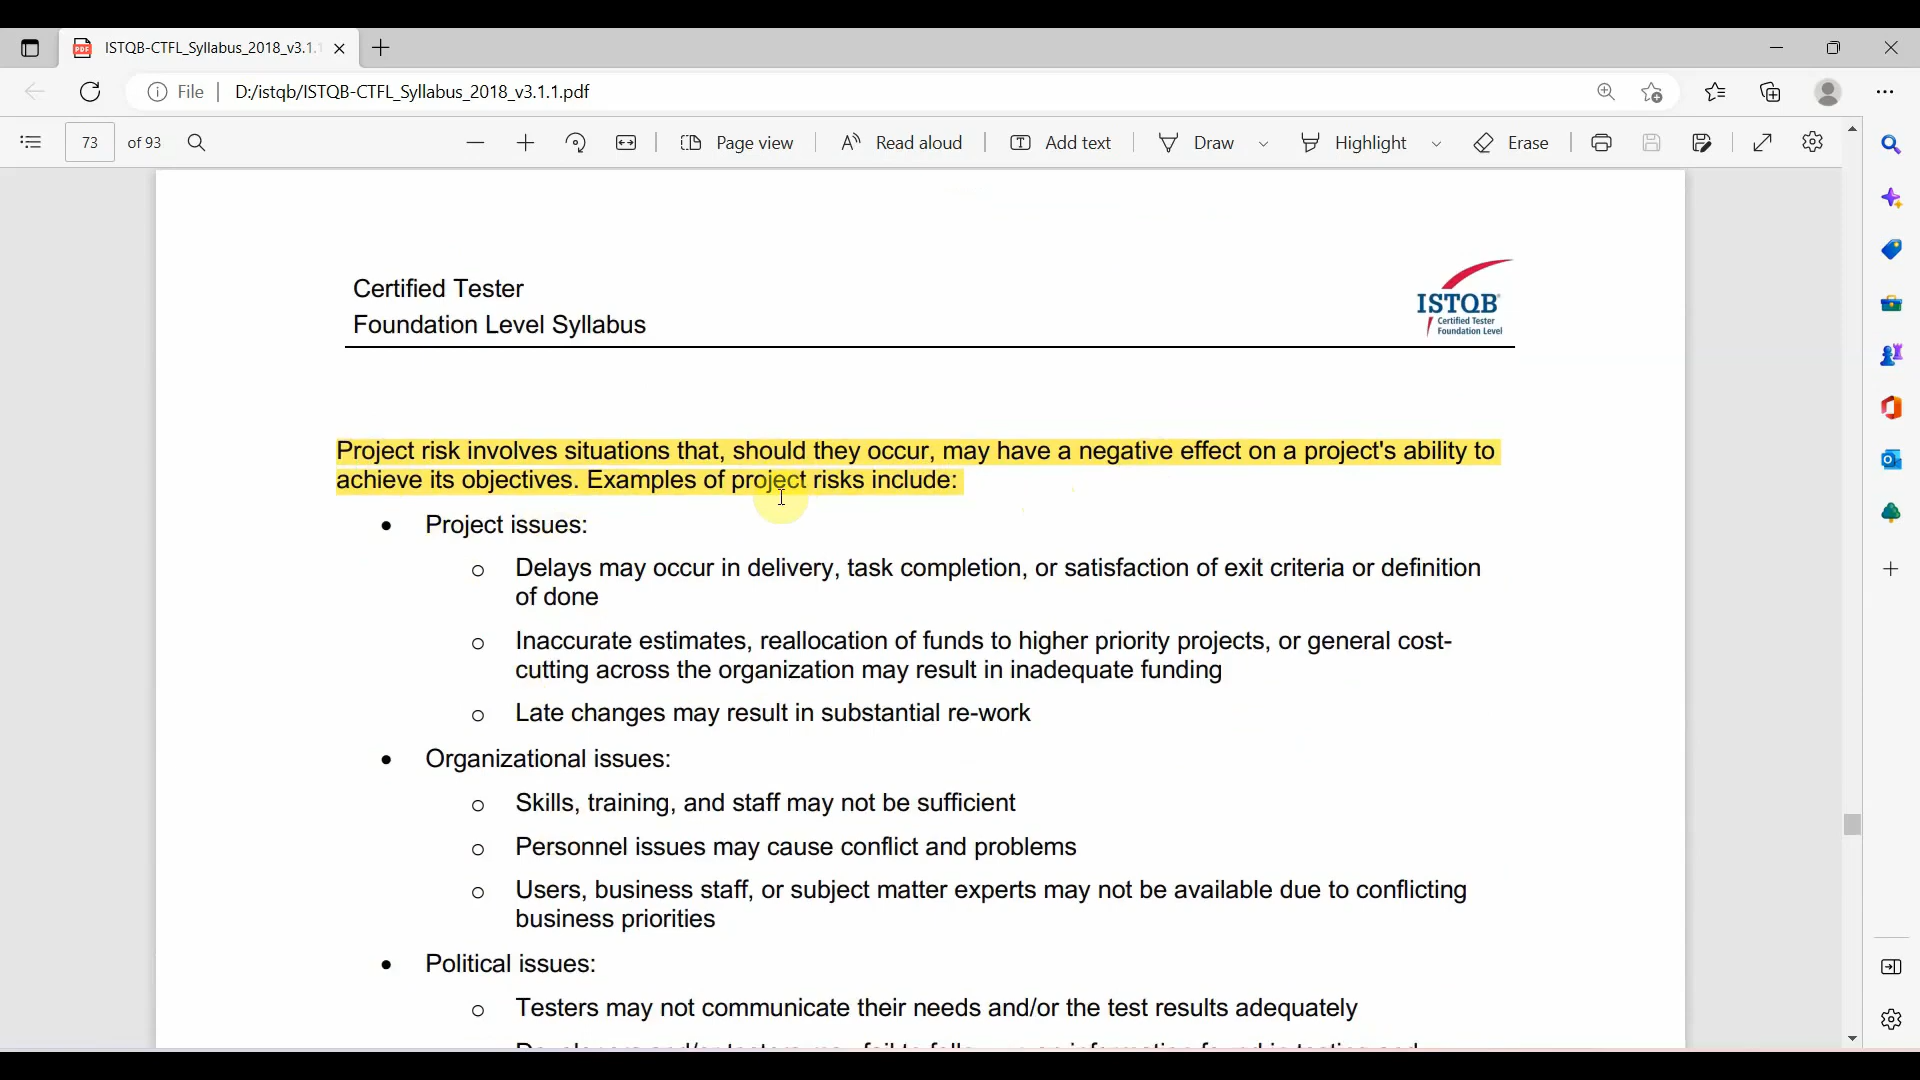 ISTQB-CTFL_Syllabus_2018_v3.1.1
File
D:/istqb/ISTQB-CTFL_Syllabus_2018_v3.1.1.pdf
73
of 93
Page view
Read aloud
Add text
Draw
Highlight
Erase
Certified Tester
Foundation Level Syllabus
ISTQB®
Certified Tester
Foundation Level
Project risk involves situations that, should they occur, may have a negative effect on a project's ability to
achieve its objectives. Examples of project risks include:
• Project issues:
o Delays may occur in delivery, task completion, or satisfaction of exit criteria or definition
of done
o Inaccurate estimates, reallocation of funds to higher priority projects, or general cost-
cutting across the organization may result in inadequate funding
o Late changes may result in substantial re-work
• Organizational issues:
o Skills, training, and staff may not be sufficient
o Personnel issues may cause conflict and problems
o Users, business staff, or subject matter experts may not be available due to conflicting
business priorities
• Political issues:
o Testers may not communicate their needs and/or the test results adequately